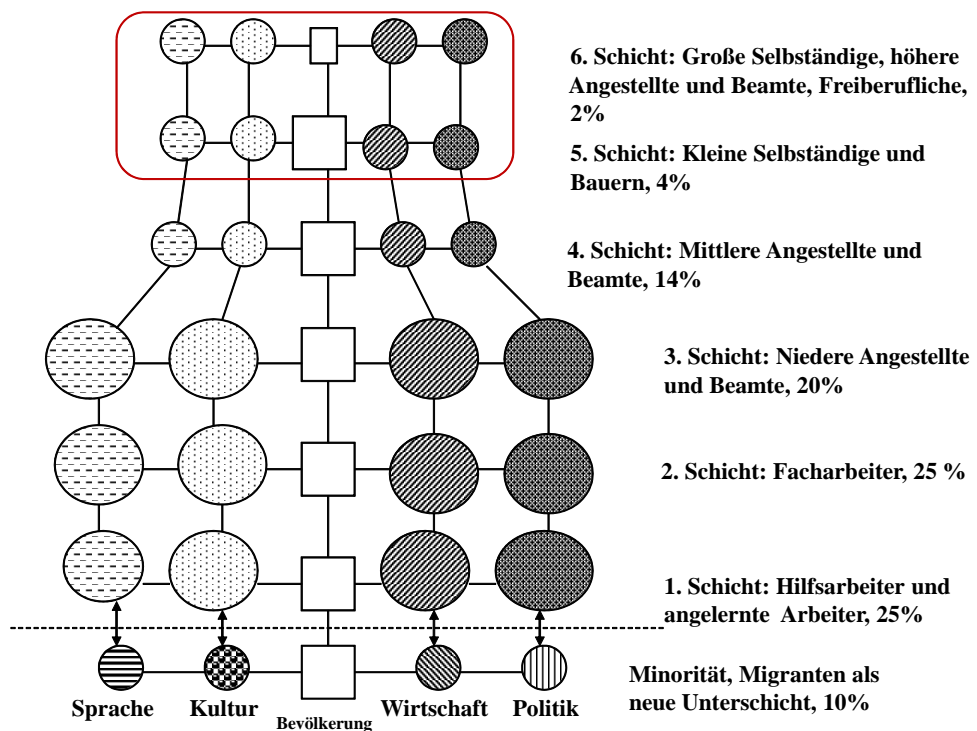 6. Schicht: Große Selbständige, höhere
Angestellte und Beamte, Freiberufliche,
2%
5. Schicht: Kleine Selbständige und
Bauern, 4%
4. Schicht: Mittlere Angestellte und
Beamte, 14%
3. Schicht: Niedere Angestellte
und Beamte, 20%
2. Schicht: Facharbeiter, 25 %
1. Schicht: Hilfsarbeiter und
angelernte Arbeiter, 25%
Minorität, Migranten als
neue Unterschicht, 10%
Sprache Kultur Bevölkerung Wirtschaft Politik